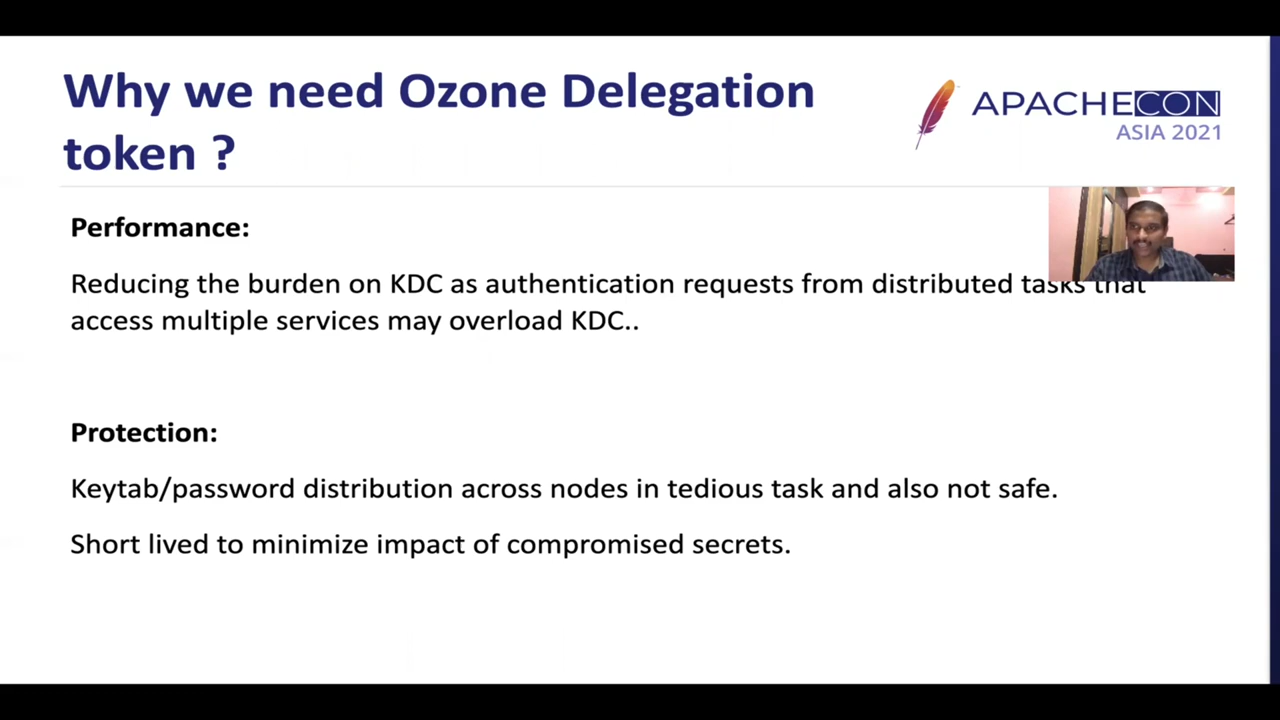 Why we need Ozone Delegation
token ?
APACHECON
ASIA 2021
Performance:
Reducing the burden on KDC as authentication requests from distributed tasks that
access multiple services may overload KDC..
Protection:
Keytab/password distribution across nodes in tedious task and also not safe.
Short lived to minimize impact of compromised secrets.